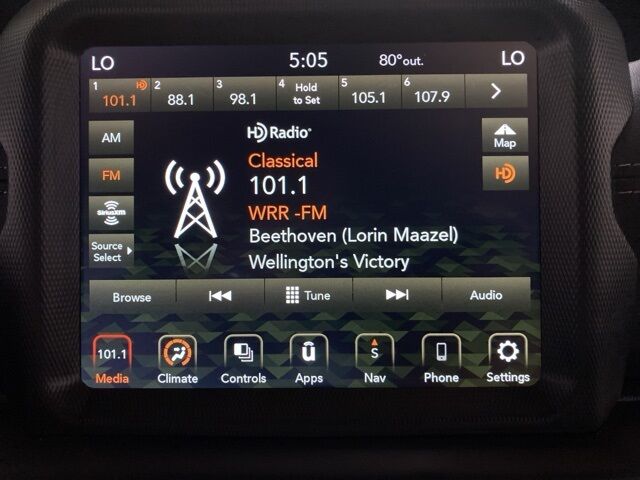 LO 5:05 80°out. LO
1 101.1 HD 2 88.1 3 98.1 4 Hold to Set 5 105.1 6 107.9
HD Radio®
AM
Map
Classical
101.1
FM
HD
WRR -FM
SiriusXM
Beethoven (Lorin Maazel)
Source
Select
Wellington's Victory
Browse Tune Audio
101.1 u S
Media Climate Controls Apps Nav Phone Settings